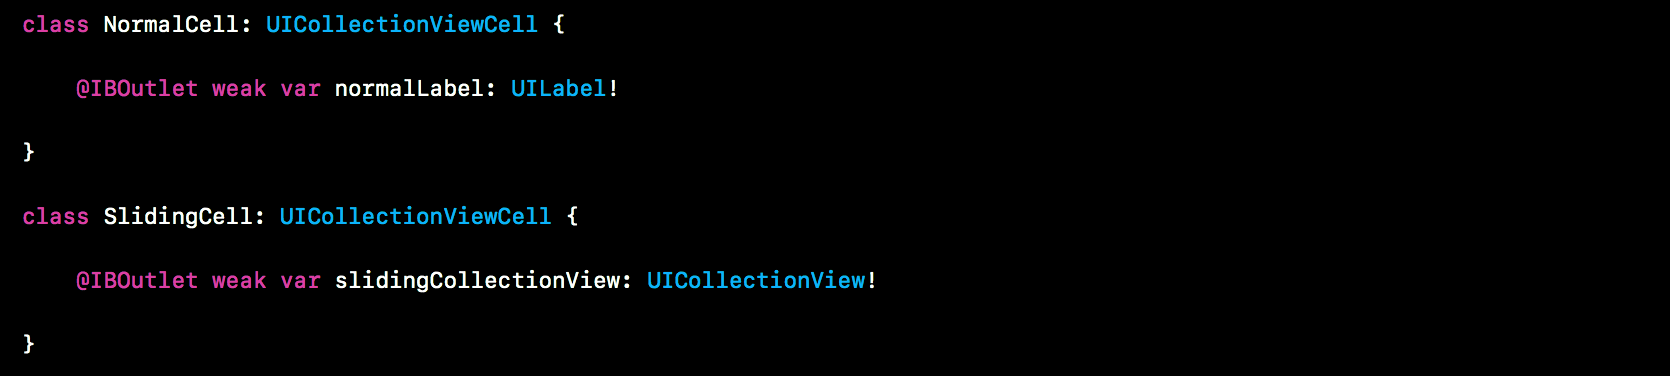 class NormalCell: UICollectionViewCell {
    @IBOutlet weak var normalLabel: UILabel!
}
class SlidingCell: UICollectionViewCell {
    @IBOutlet weak var slidingCollectionView: UICollectionView!
}